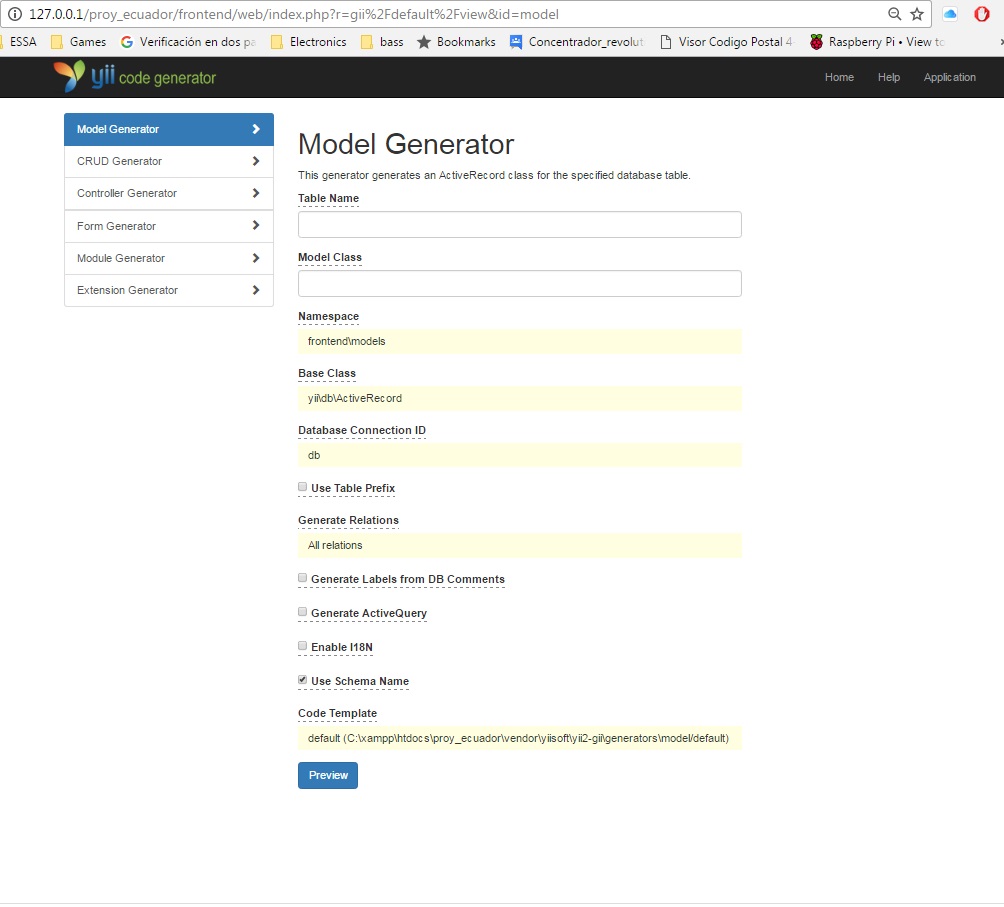 127.0.0.1/proy_ecuador/frontend/web/index.php?r=gii%2Fdefault%2Fview&id=model
ESSA Games Verificación en dos pa Electronics bass Bookmarks Concentrador_revolut Visor Codigo Postal 4 Raspberry Pi • View to
yii code generator Home Help Application
Model Generator
CRUD Generator
Controller Generator
Form Generator
Module Generator
Extension Generator
Model Generator
This generator generates an ActiveRecord class for the specified database table.
Table Name
Model Class
Namespace
frontend\models
Base Class
yii\db\ActiveRecord
Database Connection ID
db
Use Table Prefix
Generate Relations
All relations
Generate Labels from DB Comments
Generate ActiveQuery
Enable I18N
Use Schema Name
Code Template
default (C:\xampp\htdocs\proy_ecuador\vendor\yiisoft\yii2-gii\generators\model/default)
Preview